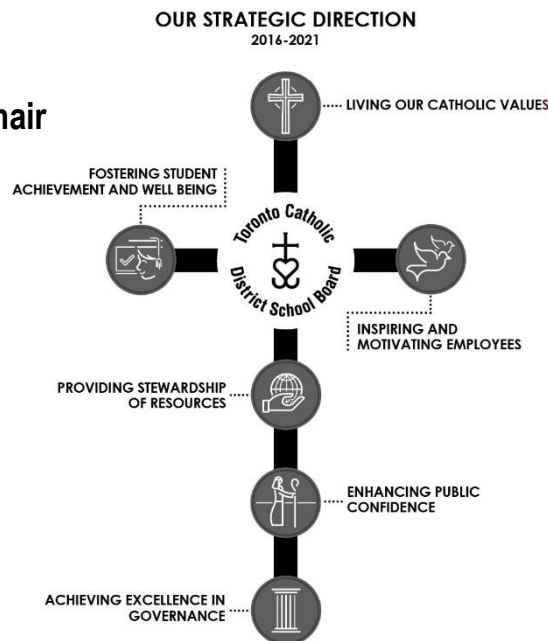 OUR STRATEGIC DIRECTION
2016-2021
LIVING OUR CATHOLIC VALUES
FOSTERING STUDENT
ACHIEVEMENT AND WELL BEING
Toronto Catholic
District School Board
INSPIRING AND
MOTIVATING EMPLOYEES
PROVIDING STEWARDSHIP
OF RESOURCES
ENHANCING PUBLIC
CONFIDENCE
ACHIEVING EXCELLENCE IN
GOVERNANCE